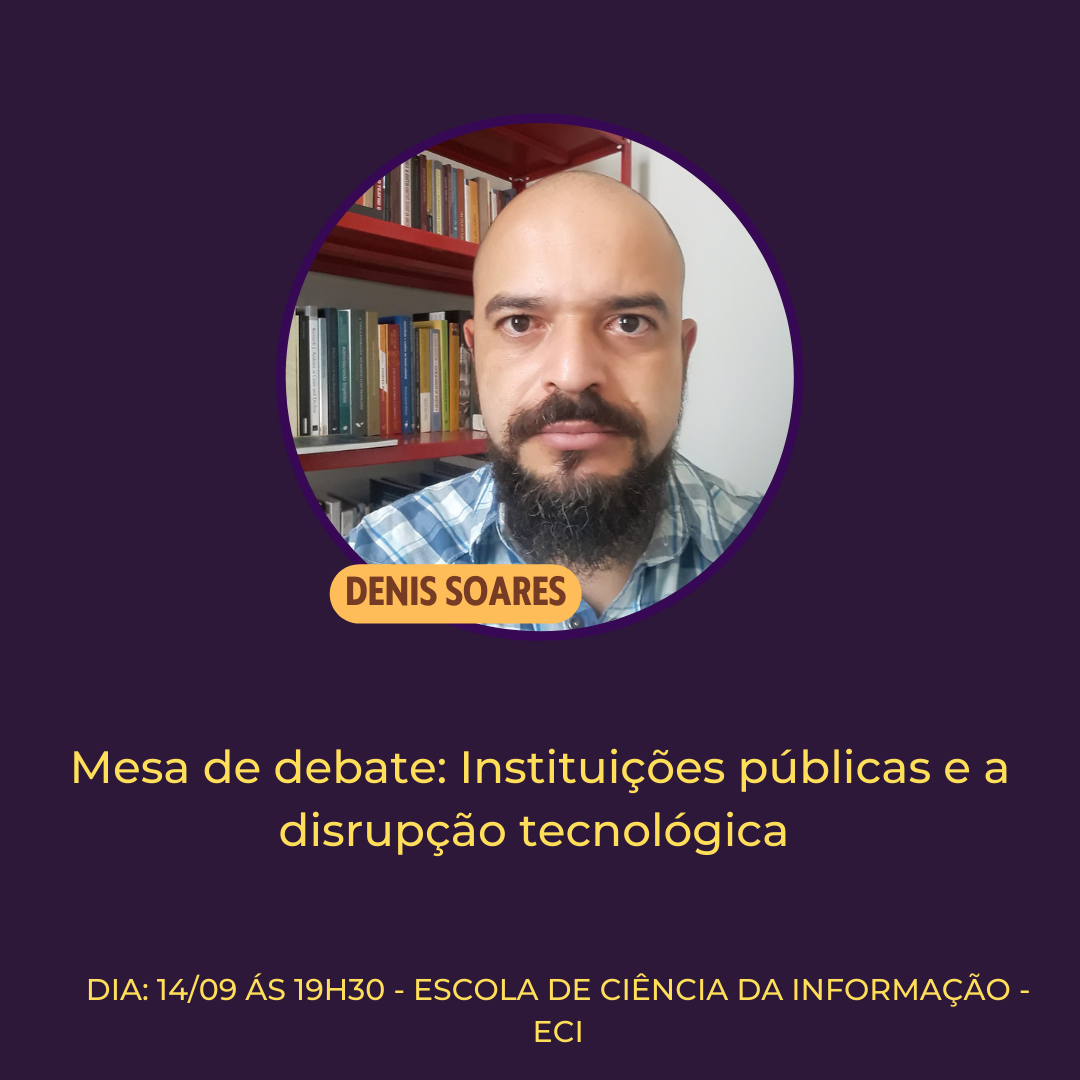 DENIS SOARES
Mesa de debate: Instituições públicas e a
disrupção tecnológica
DIA: 14/09 ÁS 19H30 - ESCOLA DE CIÊNCIA DA INFORMAÇÃO -
ECI